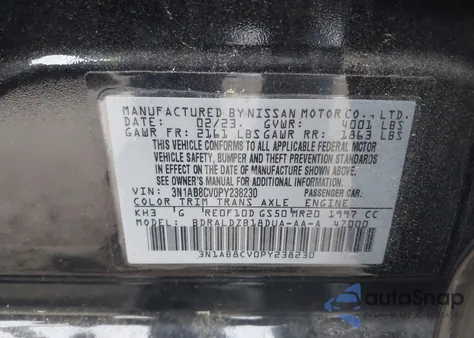 MANUFACTURED BY NISSAN MOTOR CO., LTD.
DATE: 02/23 GVWR: 4001 LBS
GAWR FR: 2161 LBS GAWR RR: 1863 LBS
THIS VEHICLE CONFORMS TO ALL APPLICABLE FEDERAL MOTOR
VEHICLE SAFETY, BUMPER AND THEFT PREVENTION STANDARDS
IN EFFECT ON THE DATE OF MANUFACTURE SHOWN ABOVE.
SEE OWNER'S MANUAL FOR ADDITIONAL INFORMATION. PASSENGER CAR.
VIN: 3N1AB8CV0PY238230
COLOR TRIM TRANS AXLE ENGINE
KH3 G RE0F10D GS50 MR20 1997 CC
MODEL: BDRALDZB18DUA-AA-A 47000
3N1AB8CV0PY238230
autoSnap